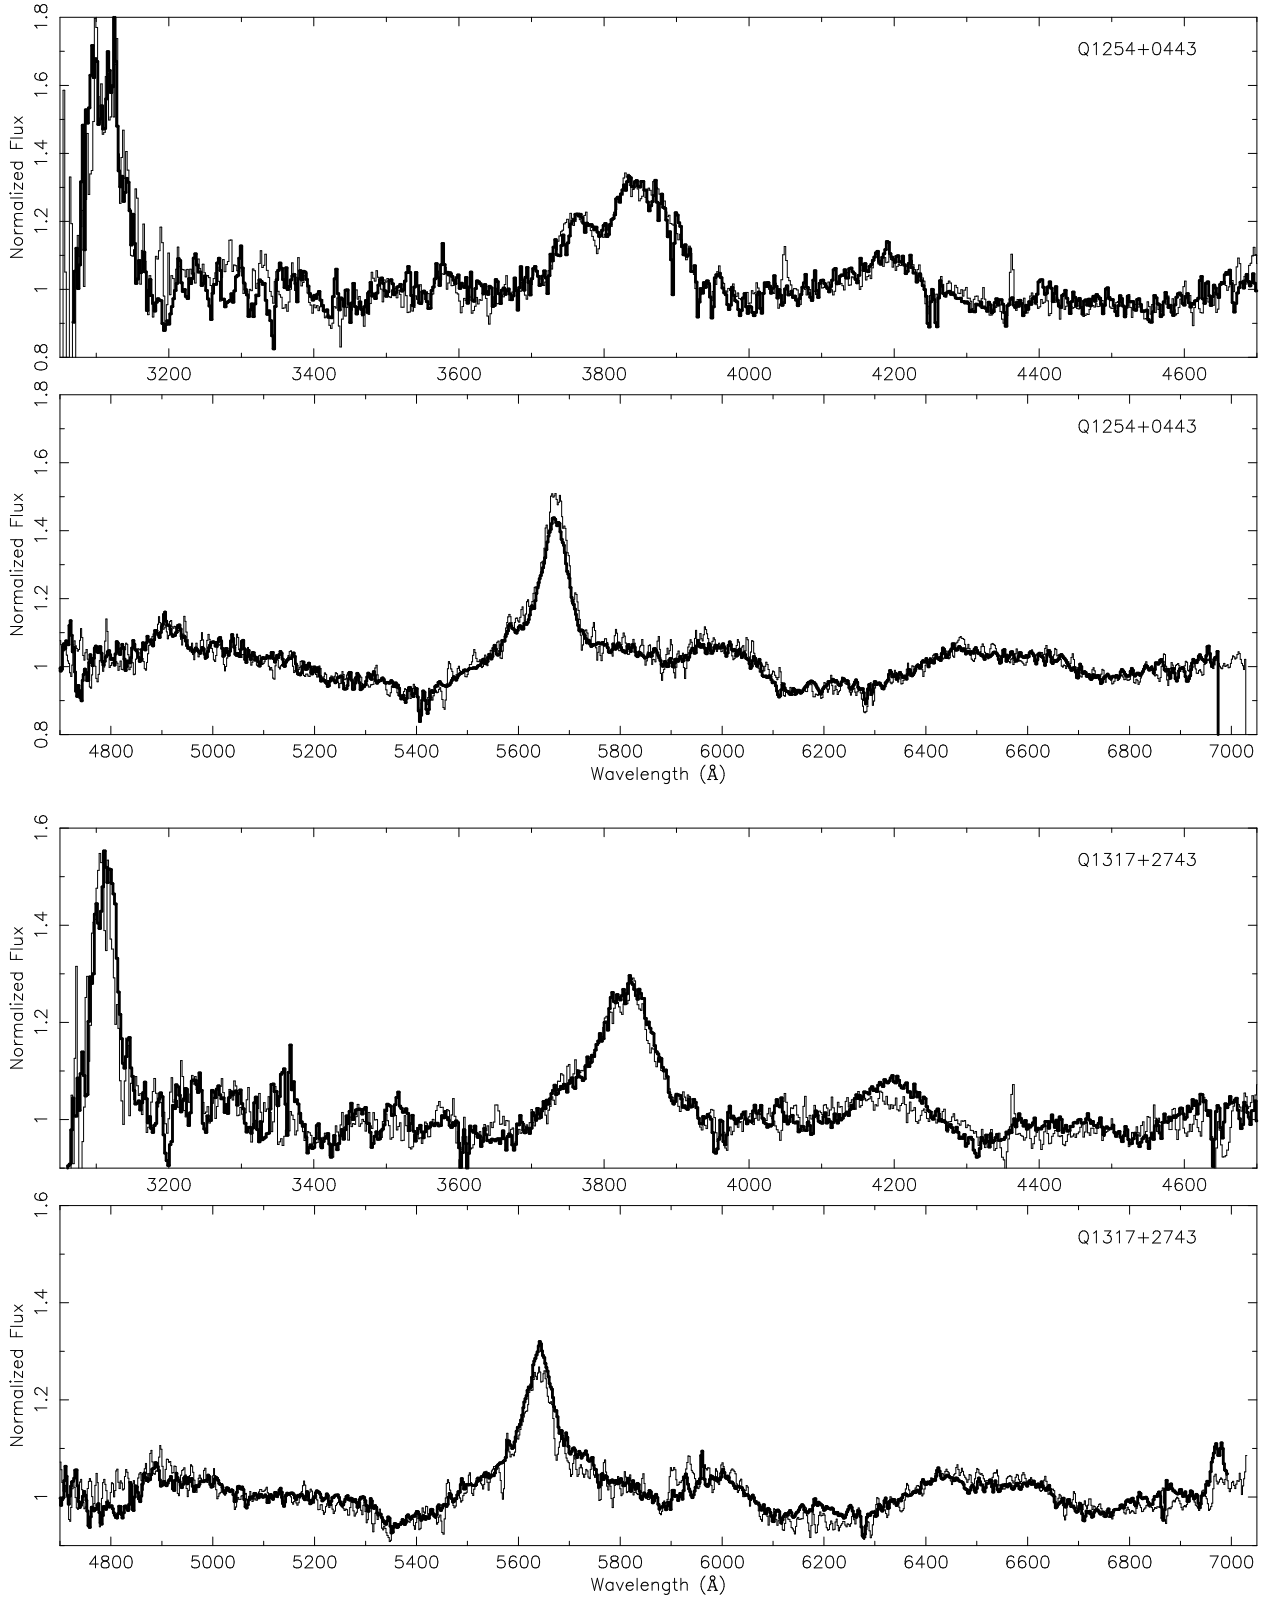 Normalized Flux
0.8 1 1.2 1.4 1.6 1.8
Q1254+0443
3200 3400 3600 3800 4000 4200 4400 4600
Normalized Flux
0.8 1 1.2 1.4 1.6 1.8
Q1254+0443
4800 5000 5200 5400 5600 5800 6000 6200 6400 6600 6800 7000
Wavelength (Å)
Normalized Flux
1 1.2 1.4 1.6
Q1317+2743
3200 3400 3600 3800 4000 4200 4400 4600
Normalized Flux
1 1.2 1.4 1.6
Q1317+2743
4800 5000 5200 5400 5600 5800 6000 6200 6400 6600 6800 7000
Wavelength (Å)